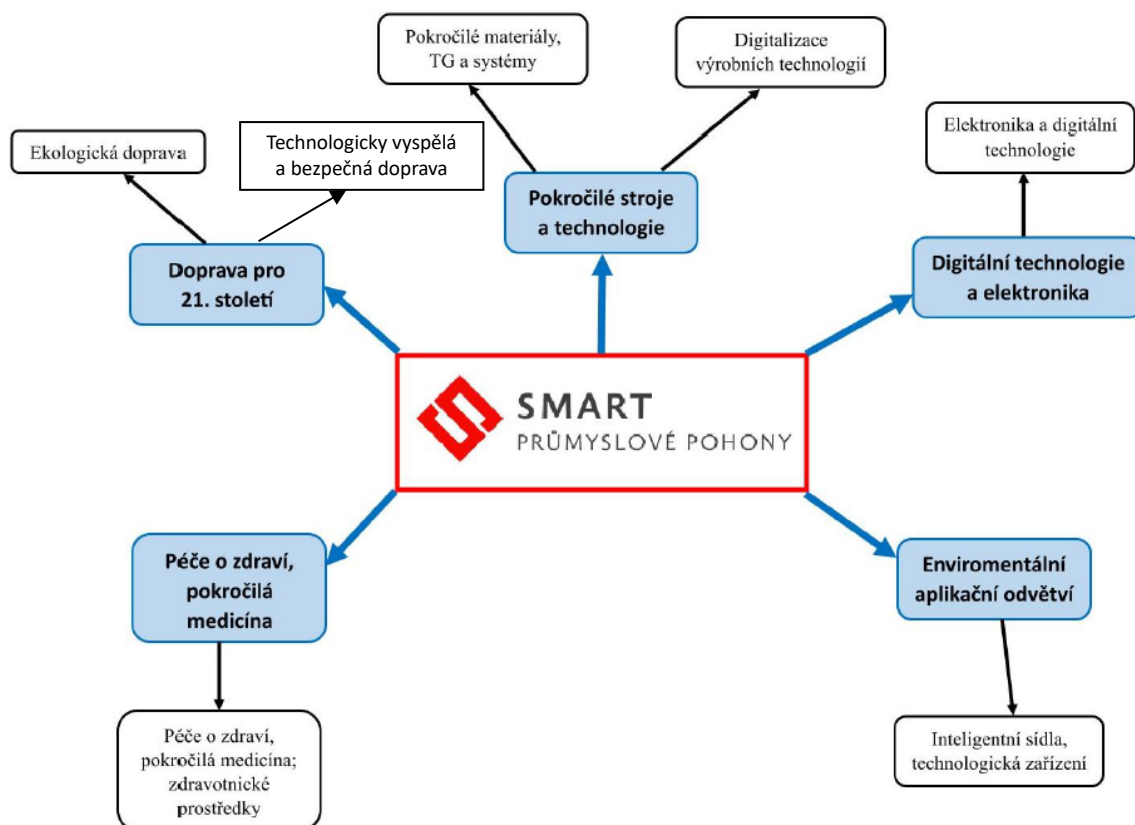 Pokročilé materiály,
TG a systémy
Digitalizace
výrobních technologií
Ekologická doprava
Technologicky vyspělá
a bezpečná doprava
Elektronika a digitální
technologie
Pokročilé stroje
a technologie
Doprava pro
21. století
Digitální technologie
a elektronika
SMART
PRŮMYSLOVÉ POHONY
Péče o zdraví,
pokročilá
medicína
Enviromentální
aplikační odvětví
Péče o zdraví,
pokročilá medicína;
zdravotnické
prostředky
Inteligentní sídla,
technologická zařízení